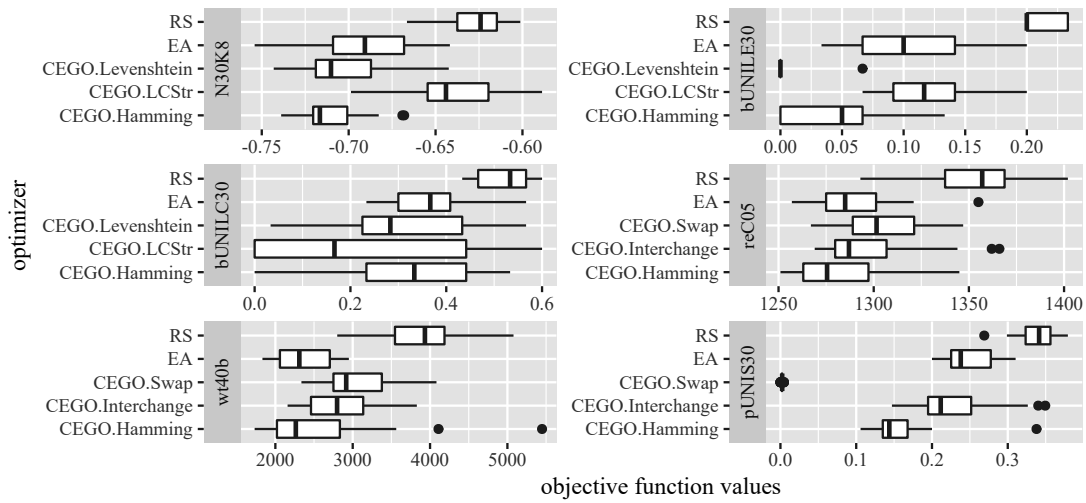 optimizer
N30K8
RS
EA
CEGO.Levenshtein
CEGO.LCStr
CEGO.Hamming
-0.75 -0.70 -0.65 -0.60
bUNILE30
RS
EA
CEGO.Levenshtein
CEGO.LCStr
CEGO.Hamming
0.00 0.05 0.10 0.15 0.20
bUNILC30
RS
EA
CEGO.Levenshtein
CEGO.LCStr
CEGO.Hamming
0.0 0.2 0.4 0.6
reC05
RS
EA
CEGO.Swap
CEGO.Interchange
CEGO.Hamming
1250 1300 1350 1400
wt40b
RS
EA
CEGO.Swap
CEGO.Interchange
CEGO.Hamming
2000 3000 4000 5000
pUNIS30
RS
EA
CEGO.Swap
CEGO.Interchange
CEGO.Hamming
0.0 0.1 0.2 0.3
objective function values